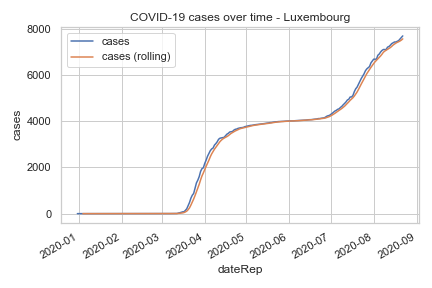 COVID-19 cases over time - Luxembourg
cases
cases (rolling)
8000
6000
4000
2000
0
cases
2020-01
2020-02
2020-03
2020-04
2020-05
2020-06
2020-07
2020-08
2020-09
dateRep